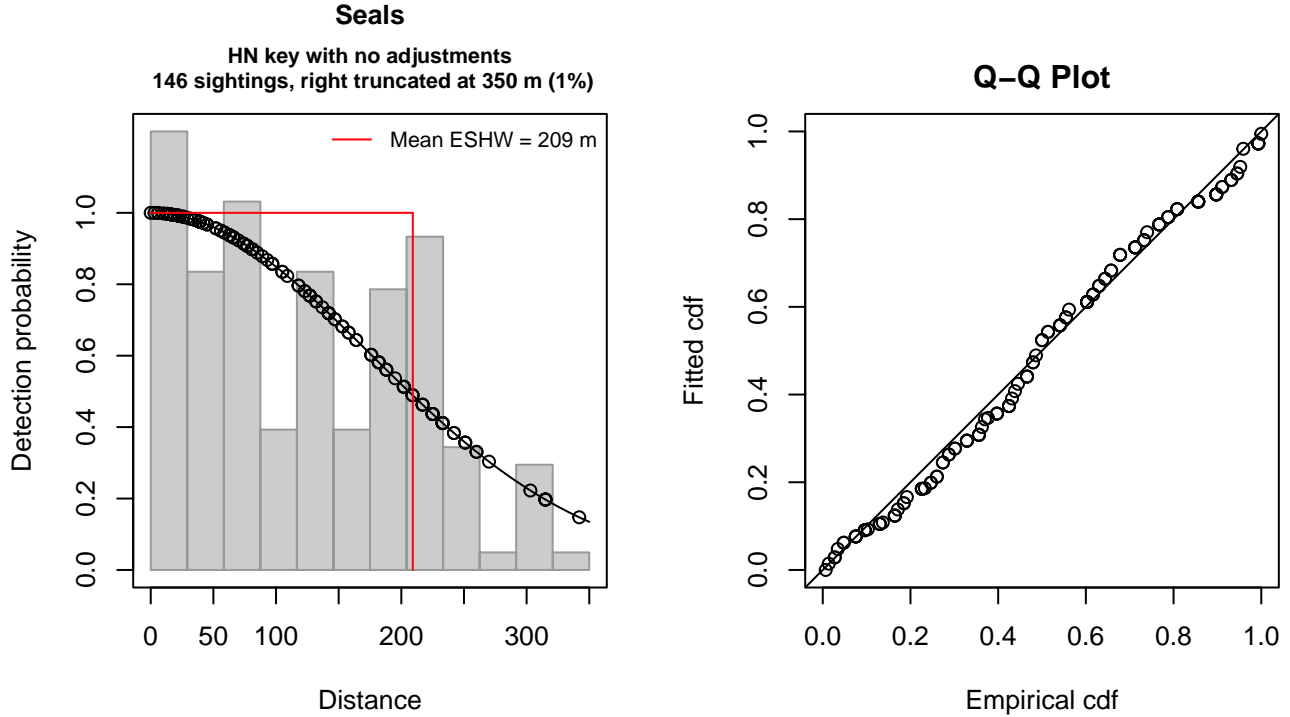 Seals
HN key with no adjustments
146 sightings, right truncated at 350 m (1%)
Mean ESHW = 209 m
Detection probability
0.0 0.2 0.4 0.6 0.8 1.0
0 50 100 200 300
Distance
Q−Q Plot
Fitted cdf
0.0 0.2 0.4 0.6 0.8 1.0
0.0 0.2 0.4 0.6 0.8 1.0
Empirical cdf